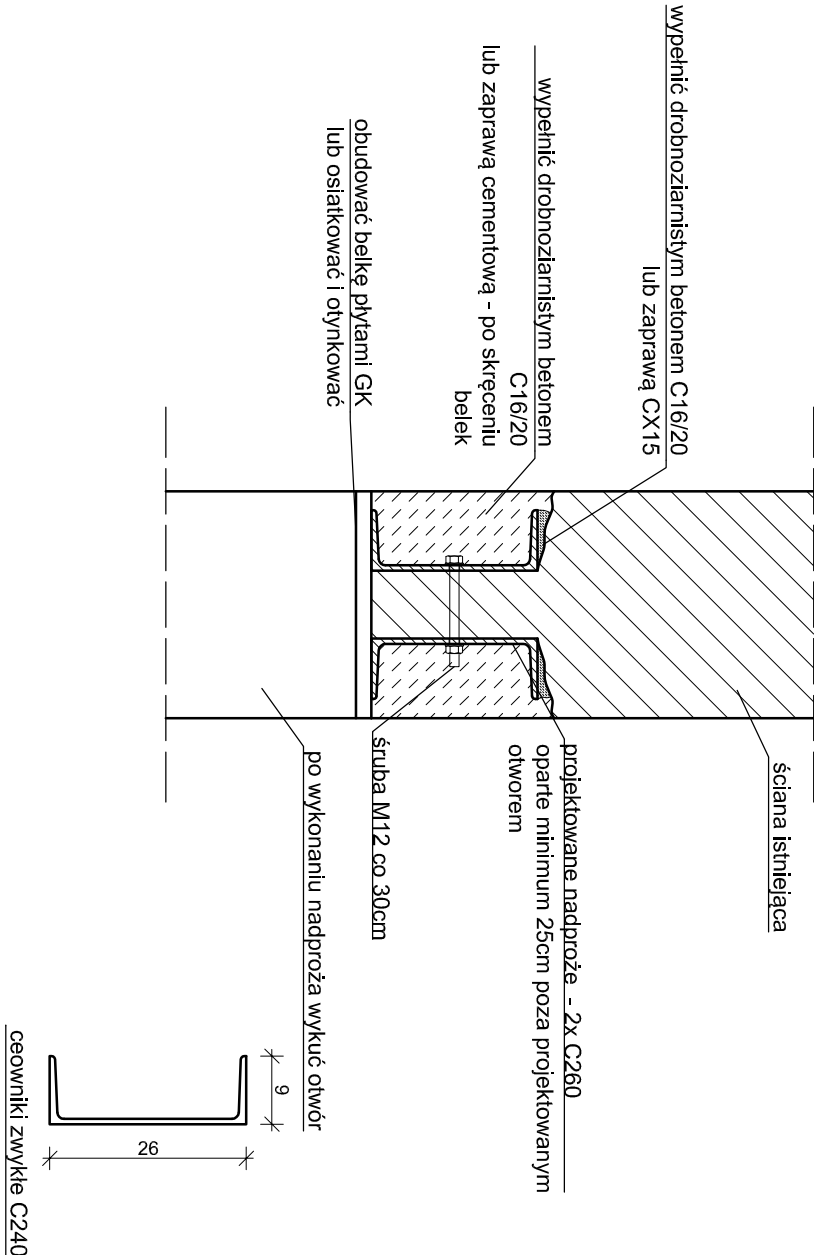 wypełnić drobnoziarnistym betonem C16/20
lub zaprawą CX15
wypełnić drobnoziarnistym betonem
C16/20
lub zaprawą cementową - po skręceniu
belek
obudować belkę płytami GK
lub osiatkować i otynkować
ściana istniejąca
projektowane nadproże - 2x C260
oparte minimum 25cm poza projektowanym
otworem
śruba M12 co 30cm
po wykonaniu nadproża wykuć otwór
9
26
ceowniki zwykłe C240